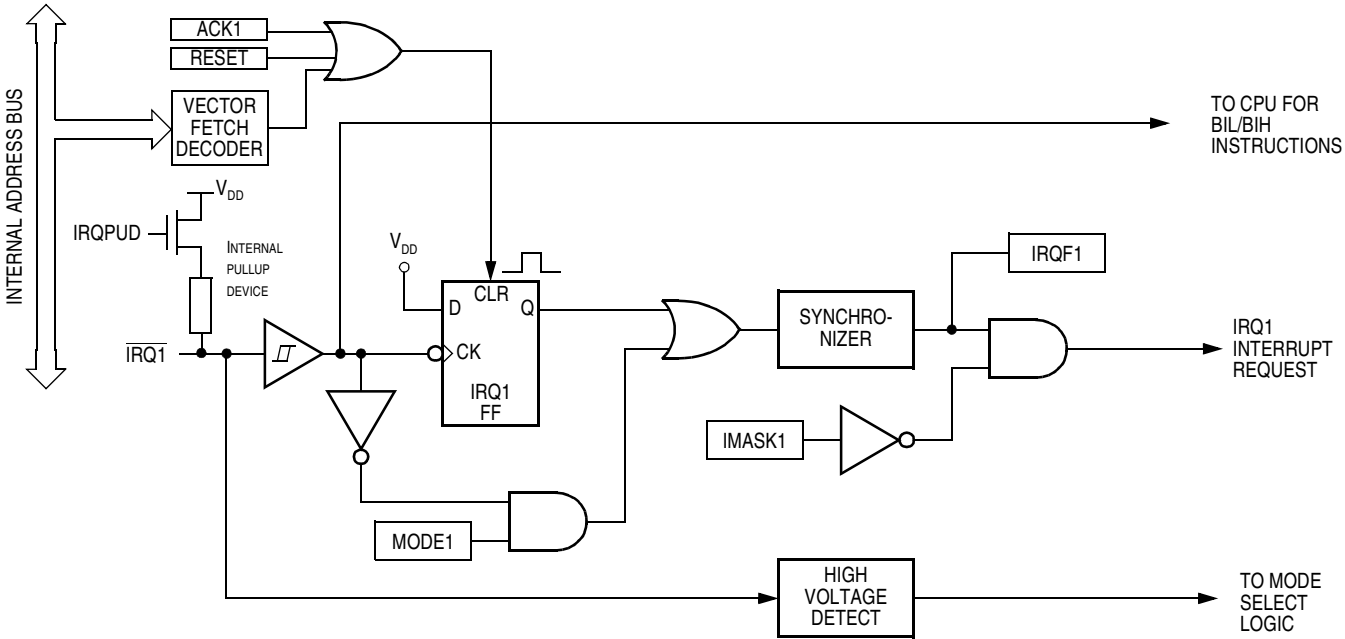 INTERNAL ADDRESS BUS
ACK1
RESET
VECTOR
FETCH
DECODER
TO CPU FOR
BIL/BIH
INSTRUCTIONS
VDD
IRQPUD
INTERNAL
PULLUP
DEVICE
VDD
CLR
D
Q
CK
IRQ1
FF
IRQ1
SYNCHRO-
NIZER
IRQF1
IRQ1
INTERRUPT
REQUEST
IMASK1
MODE1
HIGH
VOLTAGE
DETECT
TO MODE
SELECT
LOGIC